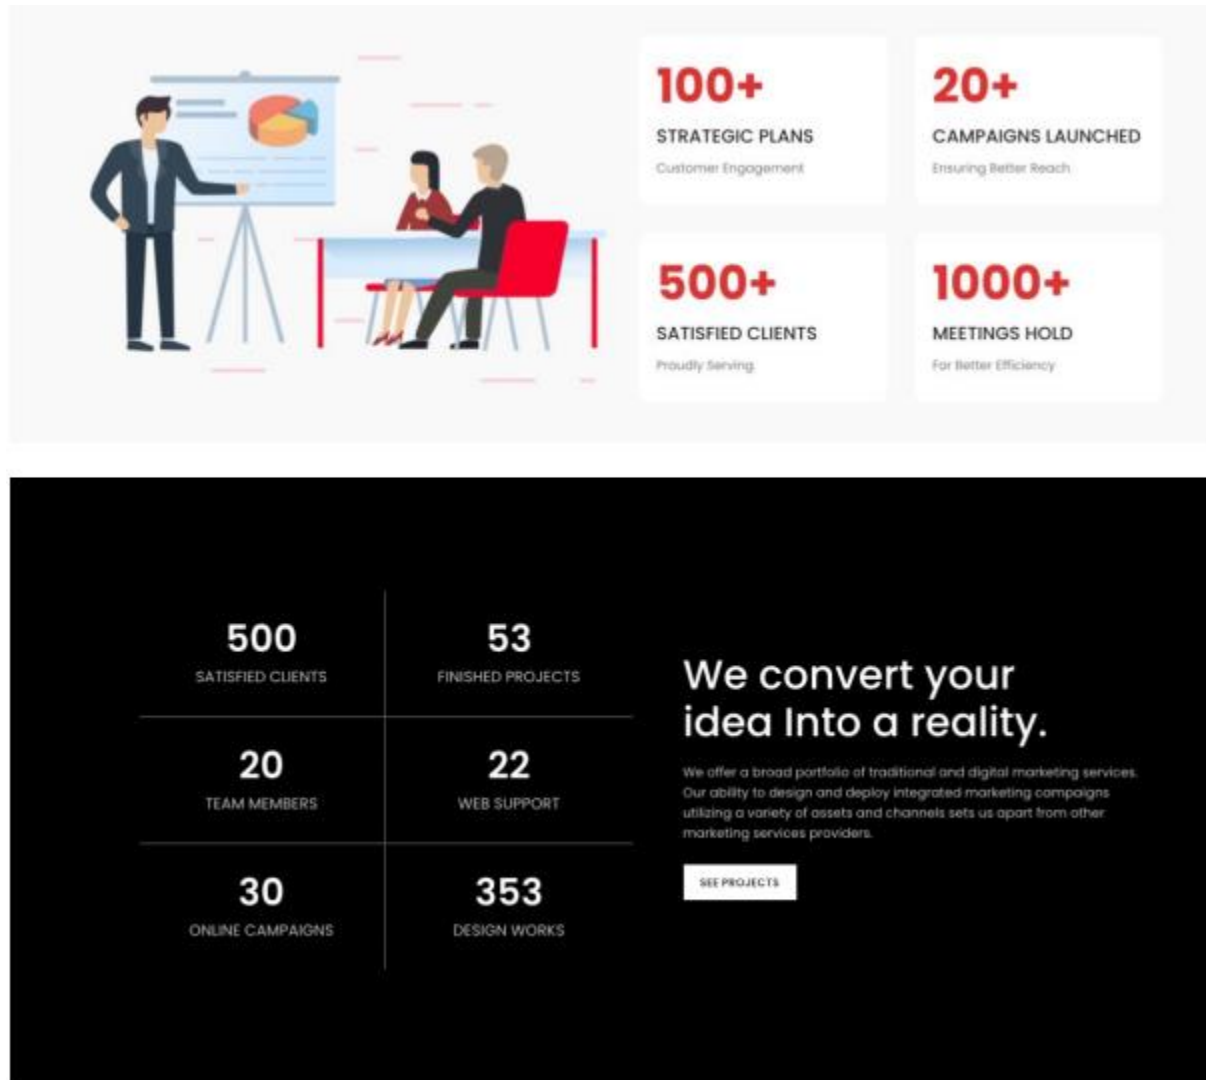 100+
STRATEGIC PLANS
Customer Engagement
20+
CAMPAIGNS LAUNCHED
Ensuring Better Reach
500+
SATISFIED CLIENTS
Proudly Serving
1000+
MEETINGS HOLD
For Better Efficiency
500
SATISFIED CLIENTS
53
FINISHED PROJECTS
20
TEAM MEMBERS
22
WEB SUPPORT
30
ONLINE CAMPAIGNS
353
DESIGN WORKS
We convert your
idea Into a reality.
We offer a broad portfolio of traditional and digital marketing services.
Our ability to design and deploy integrated marketing campaigns
utilizing a variety of assets and channels sets us apart from other
marketing services providers.
SEE PROJECTS